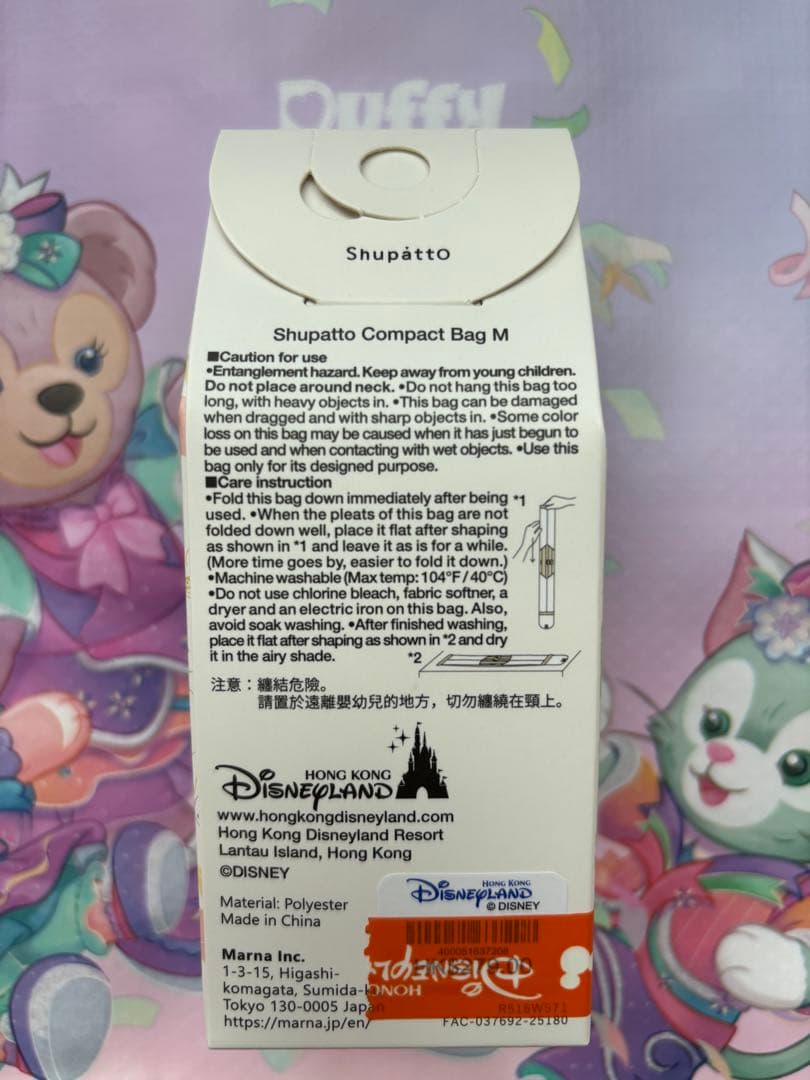 Duffy
Shupatto
Shupatto Compact Bag M
■Caution for use
•Entanglement hazard. Keep away from young children.
Do not place around neck. •Do not hang this bag too
long, with heavy objects in. •This bag can be damaged
when dragged and with sharp objects in. •Some color
loss on this bag may be caused when it has just begun to
be used and when contacting with wet objects. •Use this
bag only for its designed purpose.
■Care instruction
•Fold this bag down immediately after being *1
used. •When the pleats of this bag are not
folded down well, place it flat after shaping
as shown in *1 and leave it as is for a while.
(More time goes by, easier to fold it down.)
•Machine washable (Max temp: 104°F / 40°C)
•Do not use chlorine bleach, fabric softner, a
dryer and an electric iron on this bag. Also,
avoid soak washing. •After finished washing,
place it flat after shaping as shown in *2 and dry
it in the airy shade. *2
注意：纏結危險。
請置於遠離嬰幼兒的地方，切勿纏繞在頸上。
HONG KONG
Disneyland
www.hongkongdisneyland.com
Hong Kong Disneyland Resort
Lantau Island, Hong Kong
©DISNEY
HONG KONG
Disneyland
© DISNEY
Material: Polyester
Made in China
400051637208
Marna Inc.
1-3-15, Higashi-
komagata, Sumida-
Tokyo 130-0005 Japan
https://marna.jp/en/
HONG
Disneyland
FAC-037692-25180